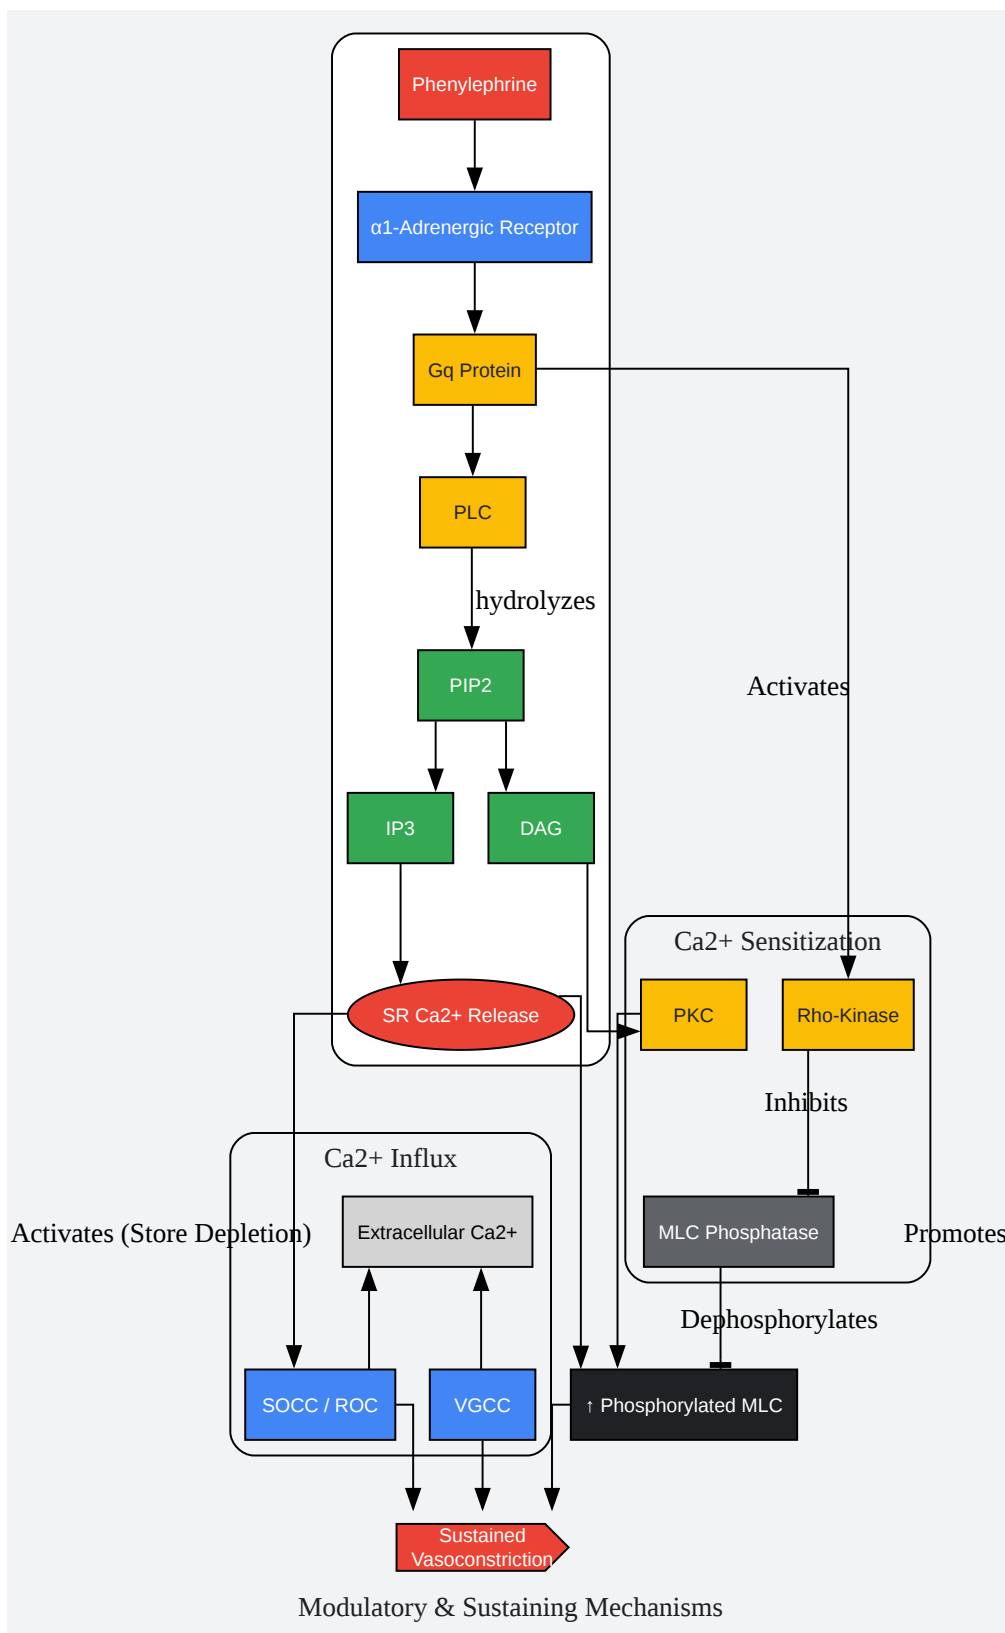 Phenylephrine
α1-Adrenergic Receptor
Gq Protein
PLC
hydrolyzes
PIP2
Activates
IP3
DAG
Ca2+ Sensitization
SR Ca2+ Release
PKC
Rho-Kinase
Inhibits
Ca2+ Influx
Activates (Store Depletion)
Extracellular Ca2+
MLC Phosphatase
Promotes
Dephosphorylates
SOCC / ROC
VGCC
↑ Phosphorylated MLC
Sustained
Vasoconstriction
Modulatory & Sustaining Mechanisms